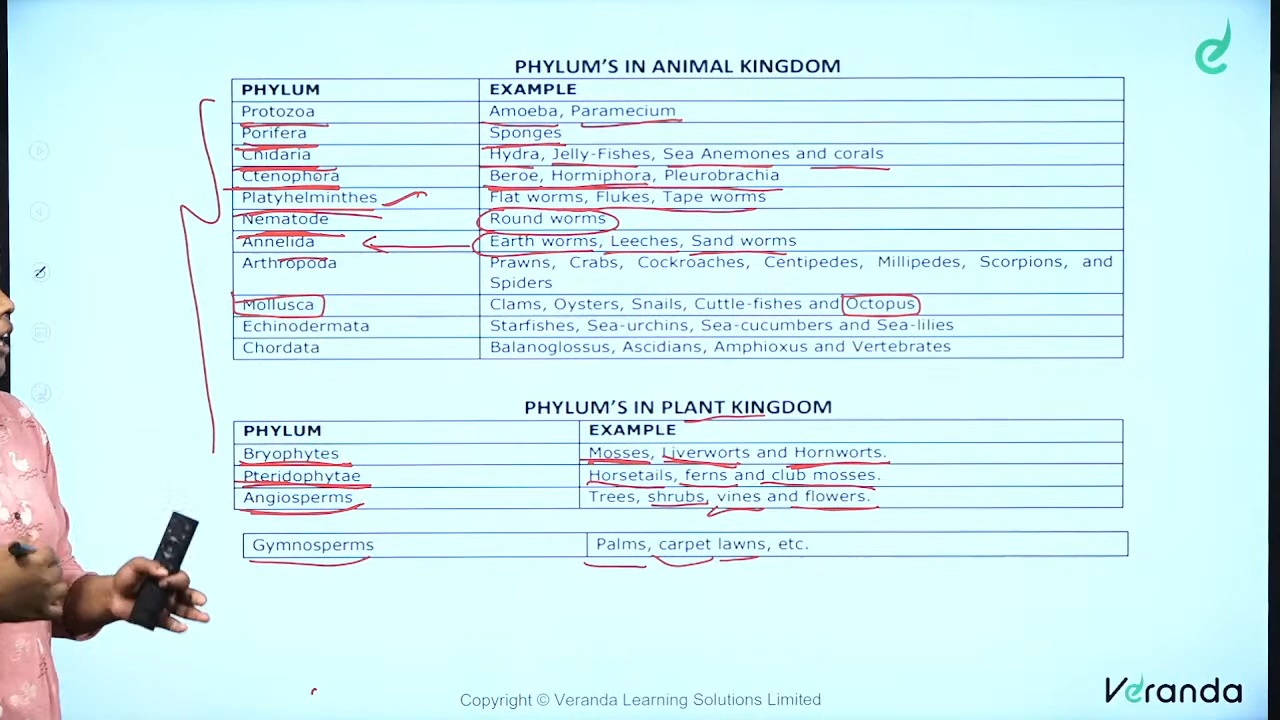 PHYLUM'S IN ANIMAL KINGDOM
PHYLUM EXAMPLE
Protozoa Amoeba, Paramecium
Porifera Sponges
Chidaria Hydra, Jelly-Fishes, Sea Anemones and corals
Ctenophora Beroe, Hormiphora, Pleurobrachia
Platyhelminthes Flat worms, Flukes, Tape worms
Nematode Round worms
Annelida Earth worms, Leeches, Sand worms
Arthropoda Prawns, Crabs, Cockroaches, Centipedes, Millipedes, Scorpions, and
Spiders
Mollusca Clams, Oysters, Snails, Cuttle-fishes and Octopus
Echinodermata Starfishes, Sea-urchins, Sea-cucumbers and Sea-lilies
Chordata Balanoglossus, Ascidians, Amphioxus and Vertebrates
PHYLUM'S IN PLANT KINGDOM
PHYLUM EXAMPLE
Bryophytes Mosses, Liverworts and Hornworts.
Pteridophytae Horsetails, ferns and club mosses.
Angiosperms Trees, shrubs, vines and flowers.
Gymnosperms Palms, carpet lawns, etc.
Copyright © Veranda Learning Solutions Limited
Veranda